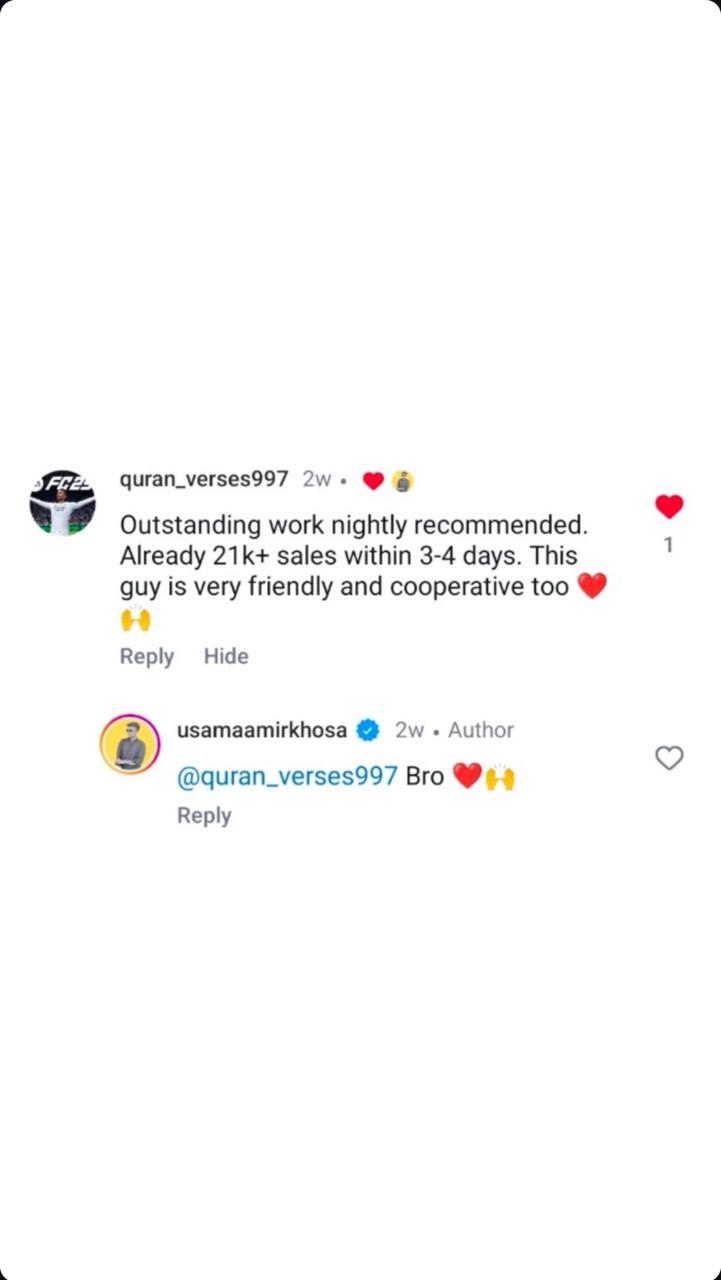 FC25
quran_verses997 2w • ❤️
Outstanding work nightly recommended.
Already 21k+ sales within 3-4 days. This
guy is very friendly and cooperative too ❤️
🙌
1
Reply Hide
usamaamirkhosa 2w • Author
@quran_verses997 Bro ❤️🙌
Reply